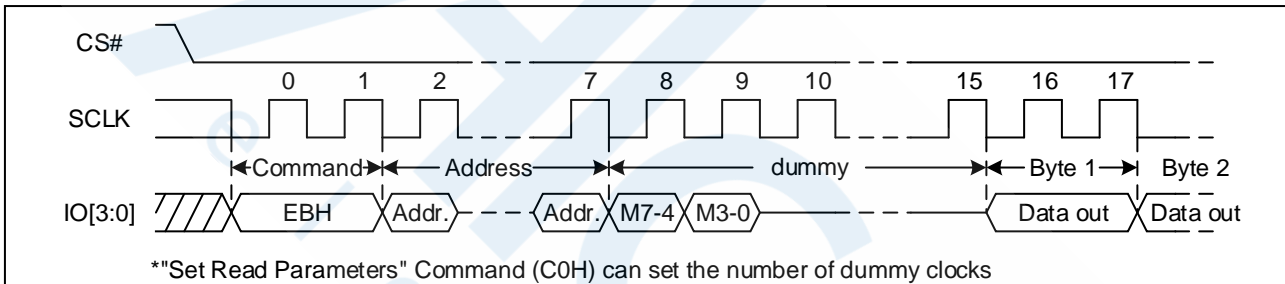 CS#
0 1 2 7 8 9 10 15 16 17
SCLK
Command Address dummy Byte 1 Byte 2
IO[3:0] EBH Addr. Addr. M7-4 M3-0 Data out Data out
*"Set Read Parameters" Command (C0H) can set the number of dummy clocks